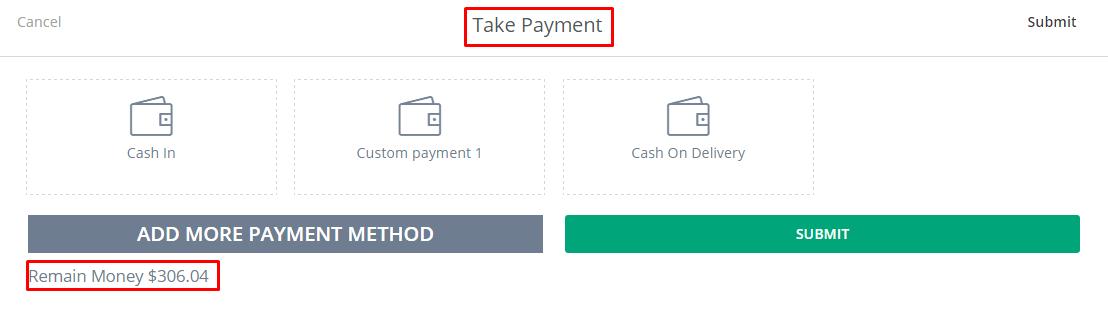 Cancel
Take Payment
Submit
Cash In
Custom payment 1
Cash On Delivery
ADD MORE PAYMENT METHOD
SUBMIT
Remain Money $306.04